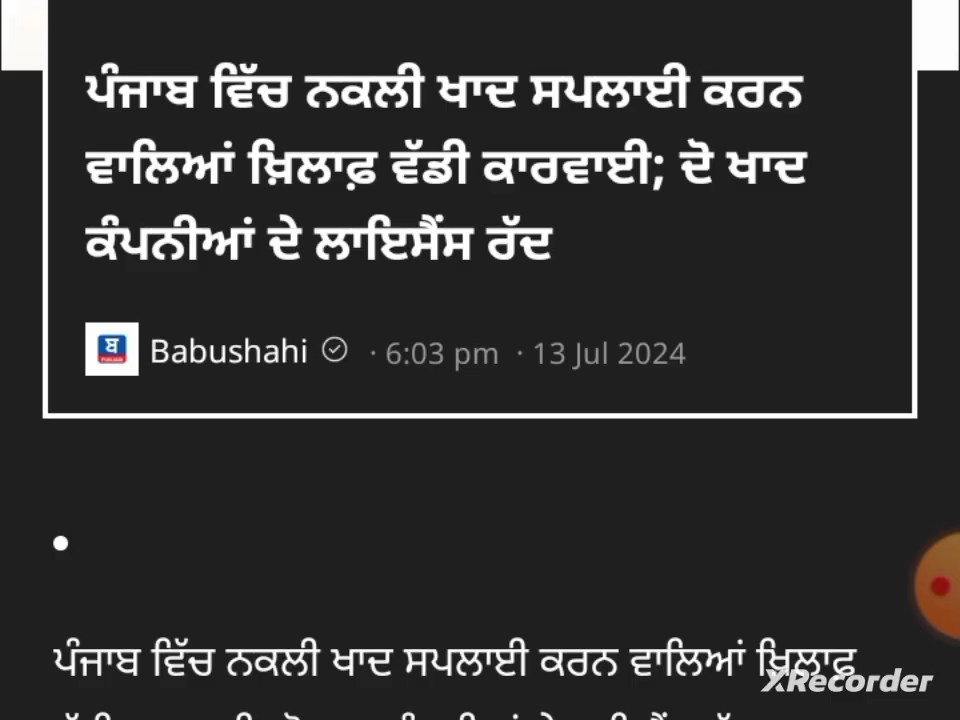 ਪੰਜਾਬ ਵਿੱਚ ਨਕਲੀ ਖਾਦ ਸਪਲਾਈ ਕਰਨ
ਵਾਲਿਆਂ ਖ਼ਿਲਾਫ਼ ਵੱਡੀ ਕਾਰਵਾਈ; ਦੋ ਖਾਦ
ਕੰਪਨੀਆਂ ਦੇ ਲਾਇਸੈਂਸ ਰੱਦ
ਬ
Babushahi · 6:03 pm · 13 Jul 2024
ਪੰਜਾਬ ਵਿੱਚ ਨਕਲੀ ਖਾਦ ਸਪਲਾਈ ਕਰਨ ਵਾਲਿਆਂ ਖ਼ਿਲਾਫ਼
XRecorder